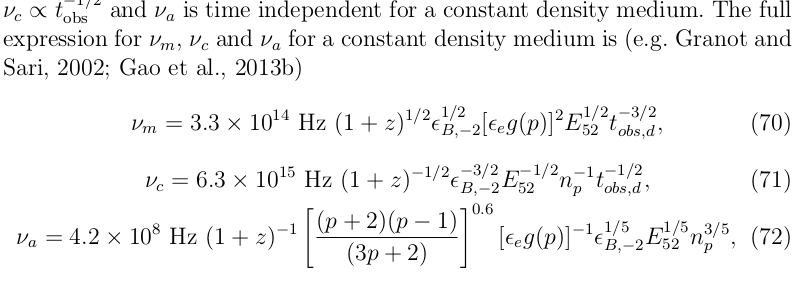 ν_c ∝ t_obs^{-1/2} and ν_a is time independent for a constant density medium. The full
expression for ν_m, ν_c and ν_a for a constant density medium is (e.g. Granot and
Sari, 2002; Gao et al., 2013b)
ν_m = 3.3 × 10^{14} Hz (1 + z)^{1/2} ϵ_{B,−2}^{1/2} [ϵ_e g(p)]^2 E_{52}^{1/2} t_{obs,d}^{−3/2}, (70)
ν_c = 6.3 × 10^{15} Hz (1 + z)^{−1/2} ϵ_{B,−2}^{−3/2} E_{52}^{−1/2} n_p^{−1} t_{obs,d}^{−1/2}, (71)
ν_a = 4.2 × 10^8 Hz (1 + z)^{−1} [(p + 2)(p − 1) / (3p + 2)]^{0.6} [ϵ_e g(p)]^{−1} ϵ_{B,−2}^{1/5} E_{52}^{1/5} n_p^{3/5}, (72)